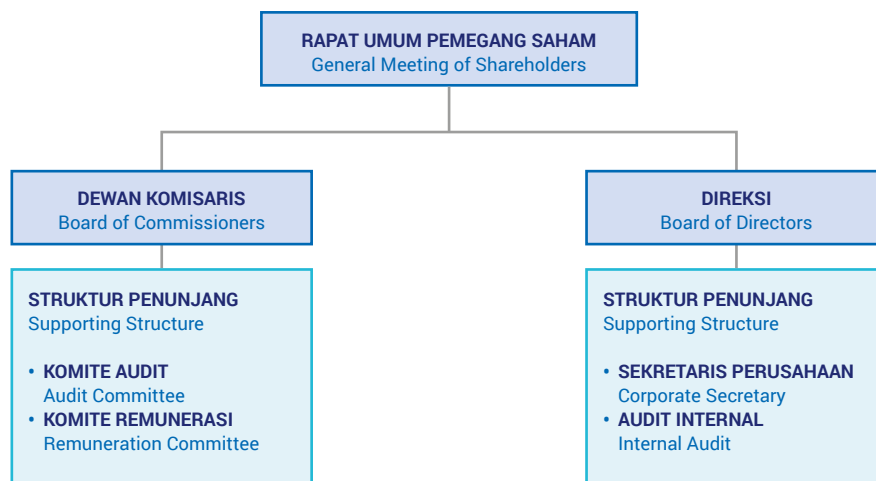 RAPAT UMUM PEMEGANG SAHAM
General Meeting of Shareholders
DEWAN KOMISARIS
Board of Commissioners
DIREKSI
Board of Directors
STRUKTUR PENUNJANG
Supporting Structure
• KOMITE AUDIT
Audit Committee
• KOMITE REMUNERASI
Remuneration Committee
STRUKTUR PENUNJANG
Supporting Structure
• SEKRETARIS PERUSAHAAN
Corporate Secretary
• AUDIT INTERNAL
Internal Audit